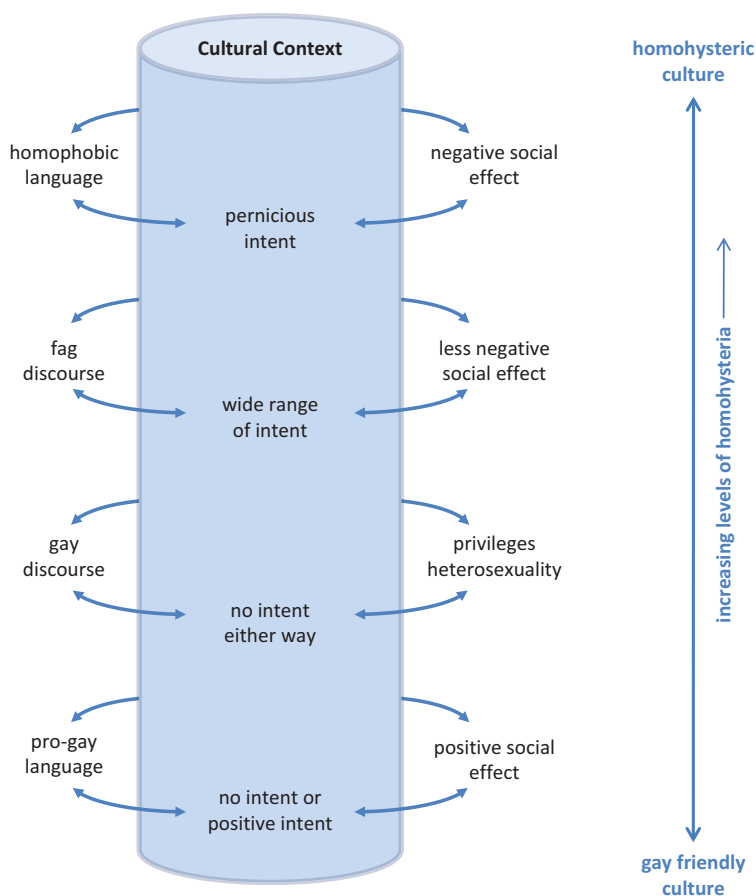 Cultural Context
homohysteric
culture
homophobic
language
negative social
effect
pernicious
intent
fag
discourse
less negative
social effect
wide range
of intent
increasing levels of homohysteria
gay
discourse
privileges
heterosexuality
no intent
either way
pro-gay
language
positive social
effect
no intent or
positive intent
gay friendly
culture